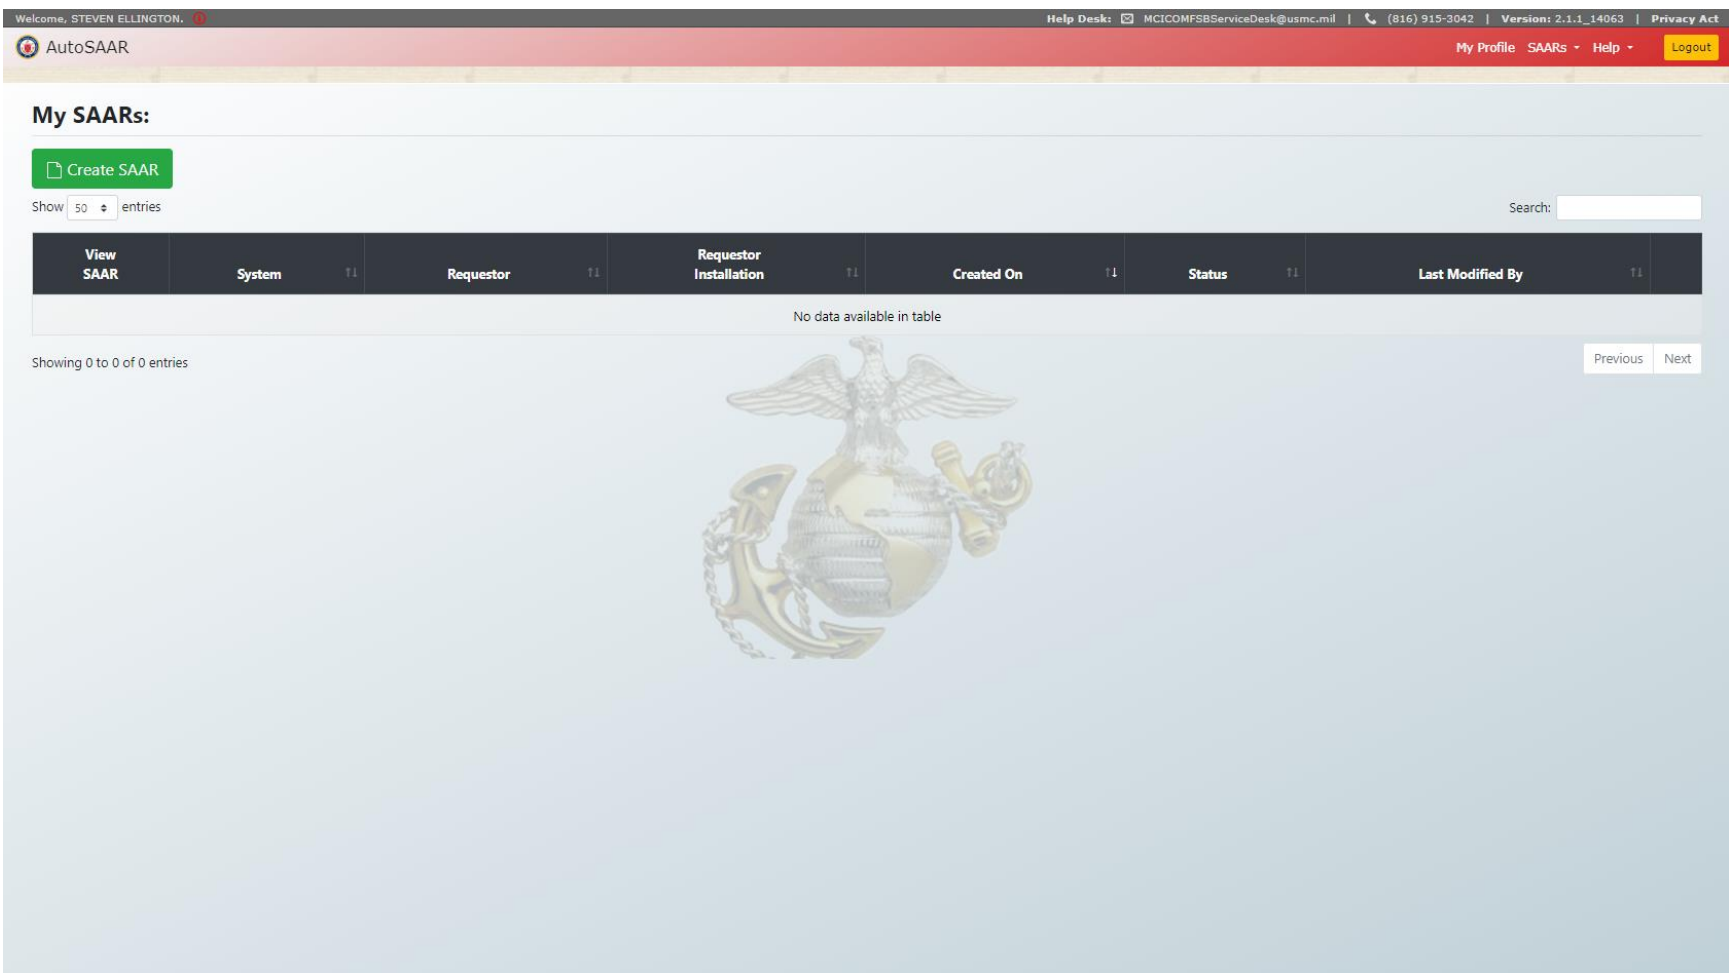 Welcome, STEVEN ELLINGTON.
Help Desk: MCICOMFSBServiceDesk@usmc.mil | (816) 915-3042 | Version: 2.1.1_14063 | Privacy Act
AutoSAAR
My Profile SAARs Help Logout
My SAARs:
Create SAAR
Show 50 entries
Search:
View
SAAR
System
Requestor
Requestor
Installation
Created On
Status
Last Modified By
No data available in table
Showing 0 to 0 of 0 entries
Previous Next